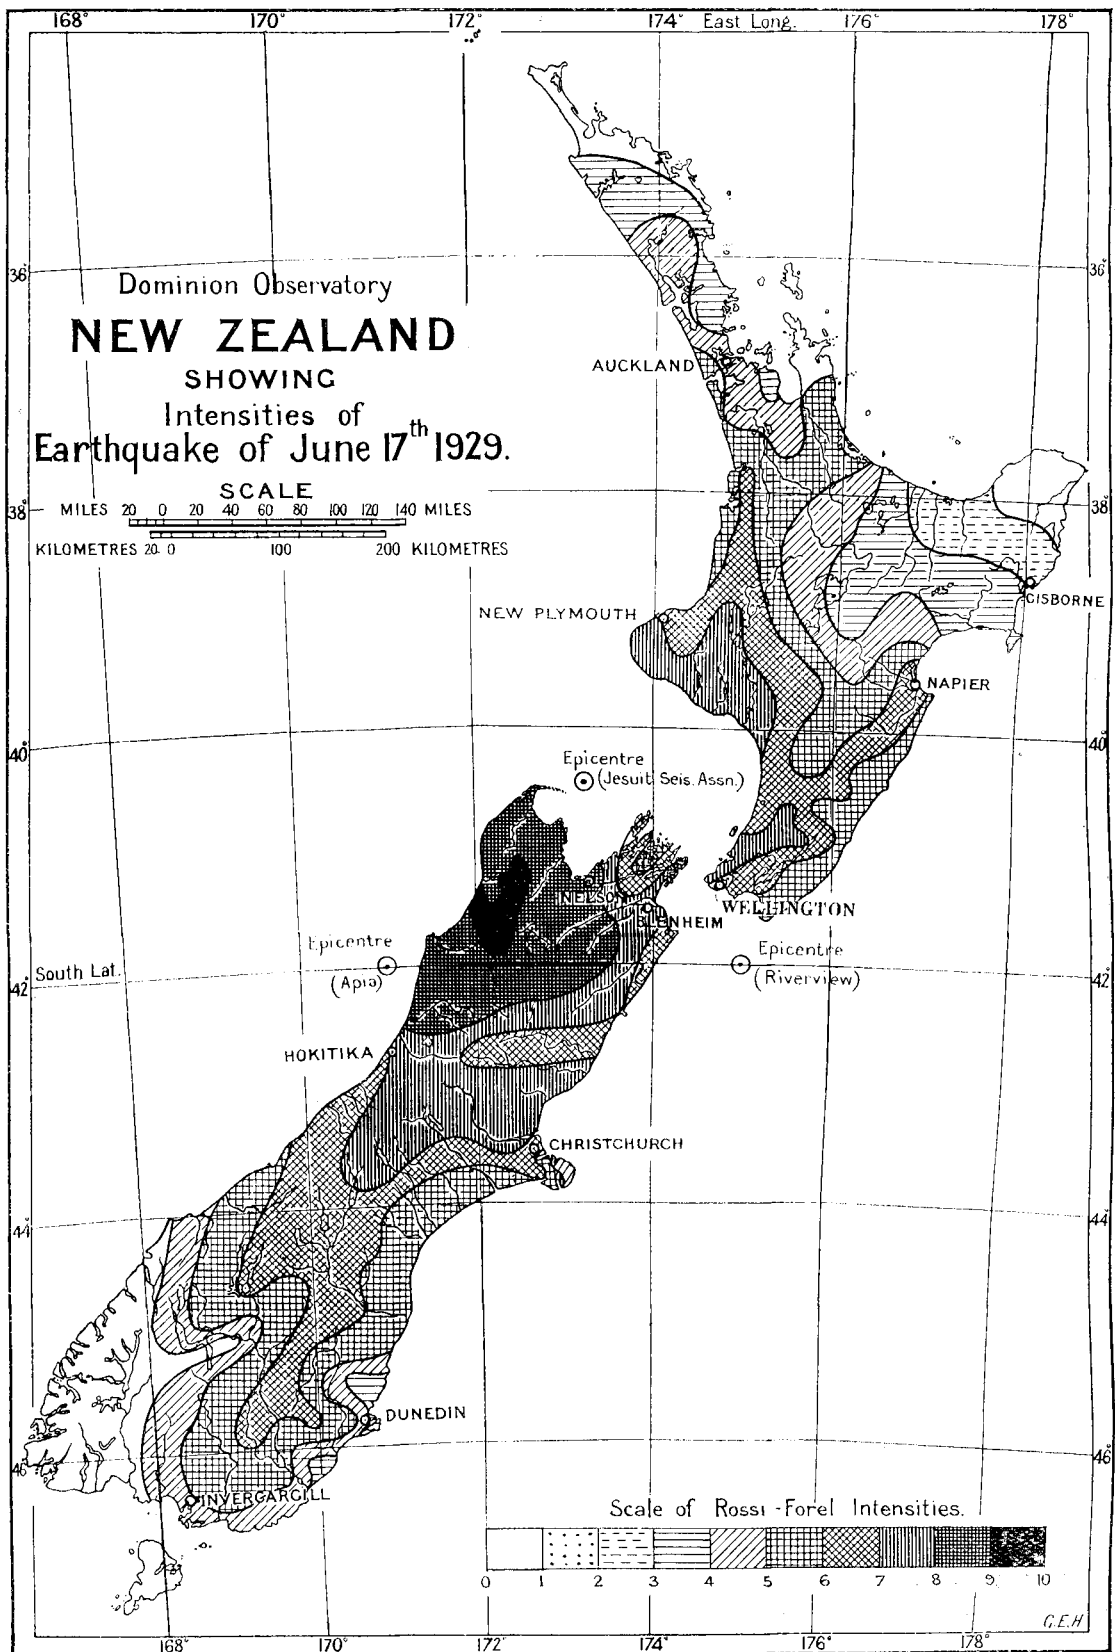 168° 170° 172° 174° East Long. 176° 178°
36° 36°
Dominion Observatory
NEW ZEALAND
SHOWING
Intensities of
Earthquake of June 17th 1929.
SCALE
MILES 20 0 20 40 60 80 100 120 140 MILES
KILOMETRES 20 0 100 200 KILOMETRES
AUCKLAND
38° 38°
GISBORNE
NEW PLYMOUTH
NAPIER
40° 40°
Epicentre
(Jesuit Seis. Assn.)
NELSON
WELLINGTON
BLENHEIM
Epicentre
(Apia)
Epicentre
(Riverview)
South Lat.
42° 42°
HOKITIKA
CHRISTCHURCH
44° 44°
DUNEDIN
46° 46°
INVERCARGILL
Scale of Rossi-Forel Intensities.
0 1 2 3 4 5 6 7 8 9 10
G.E.H
168° 170° 172° 174° 176° 178°